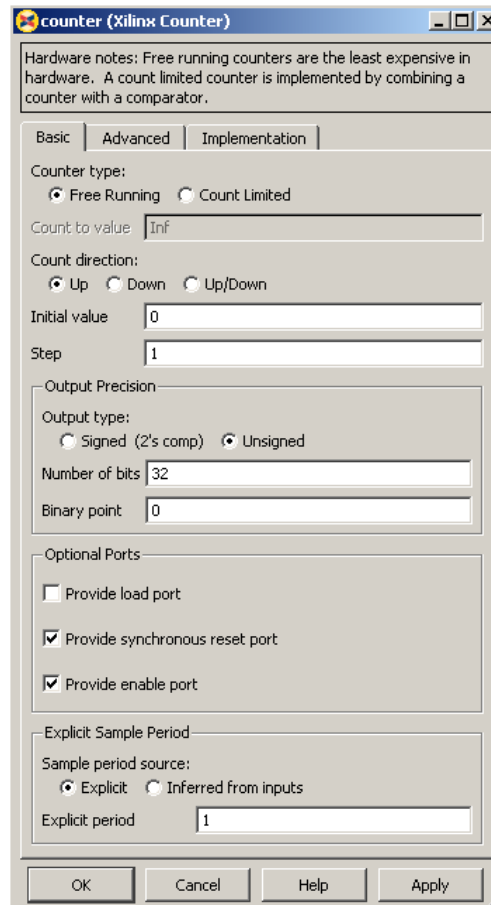 counter (Xilinx Counter)
Hardware notes: Free running counters are the least expensive in
hardware.  A count limited counter is implemented by combining a
counter with a comparator.
Basic Advanced Implementation
Counter type:
Free Running Count Limited
Count to value Inf
Count direction:
Up Down Up/Down
Initial value 0
Step 1
Output Precision
Output type:
Signed  (2's comp) Unsigned
Number of bits 32
Binary point 0
Optional Ports
Provide load port
Provide synchronous reset port
Provide enable port
Explicit Sample Period
Sample period source:
Explicit Inferred from inputs
Explicit period 1
OK Cancel Help Apply